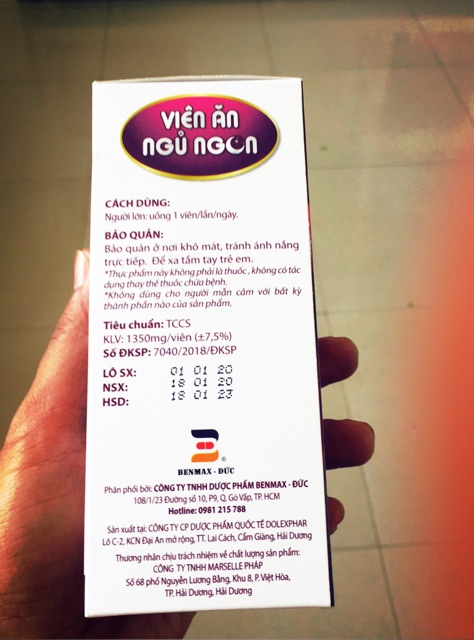 VIÊN ĂN
NGỦ NGON
CÁCH DÙNG:
Người lớn: uống 1 viên/lần/ngày.
BẢO QUẢN:
Bảo quản ở nơi khô mát, tránh ánh nắng
trực tiếp. Để xa tầm tay trẻ em.
*Thực phẩm này không phải là thuốc, không có tác
dụng thay thế thuốc chữa bệnh.
*Không dùng cho người mẫn cảm với bất kỳ
thành phần nào của sản phẩm.
Tiêu chuẩn: TCCS
KLV: 1350mg/viên (±7,5%)
Số ĐKSP: 7040/2018/ĐKSP
LÔ SX: 01 01 20
NSX: 18 01 20
HSD: 18 01 23
®
BENMAX - ĐỨC
Phân phối bởi: CÔNG TY TNHH DƯỢC PHẨM BENMAX - ĐỨC
108/1/23 Đường số 10, P9, Q. Gò Vấp, TP. HCM
Hotline: 0981 215 788
Sản xuất tại: CÔNG TY CP DƯỢC PHẨM QUỐC TẾ DOLEXPHAR
Lô C-2, KCN Đại An mở rộng, TT. Lai Cách, Cẩm Giàng, Hải Dương
Thương nhân chịu trách nhiệm về chất lượng sản phẩm:
CÔNG TY TNHH MARSELLE PHÁP
Số 68 phố Nguyễn Lương Bằng, Khu 8, P. Việt Hòa,
TP. Hải Dương, Hải Dương